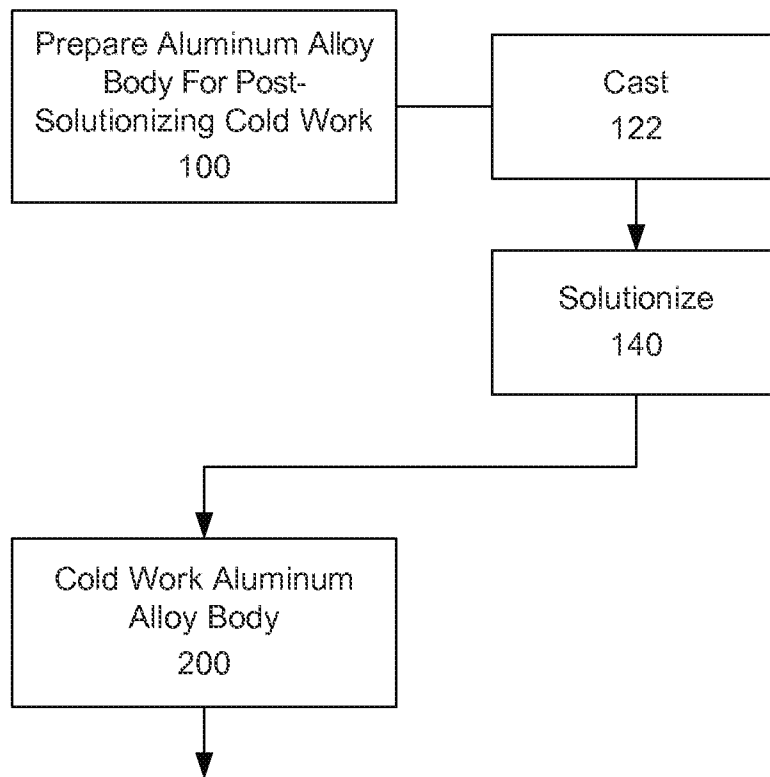 Prepare Aluminum Alloy
Body For Post-
Solutionizing Cold Work
100
Cast
122
Solutionize
140
Cold Work Aluminum
Alloy Body
200